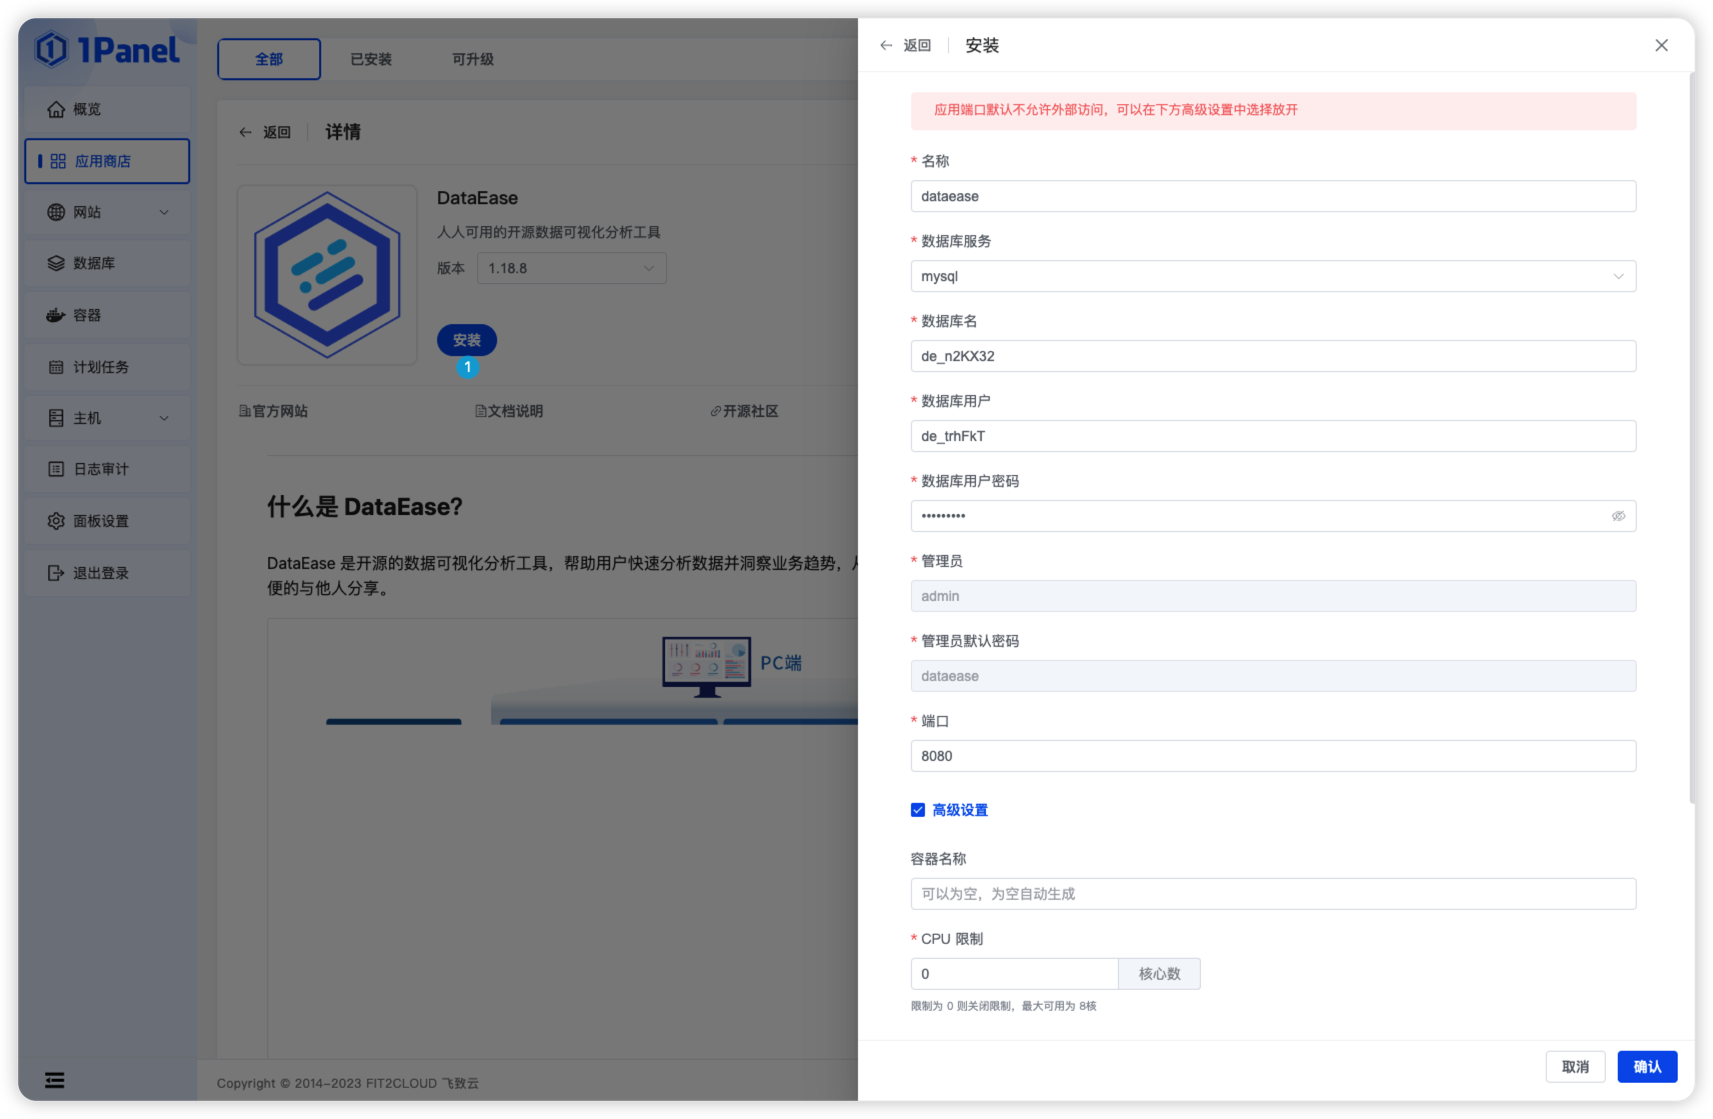 1Panel
概览
应用商店
网站
数据库
容器
计划任务
主机
日志审计
面板设置
退出登录
全部
已安装
可升级
返回
详情
DataEase
人人可用的开源数据可视化分析工具
版本
1.18.8
安装
1
官方网站
文档说明
开源社区
什么是 DataEase?
DataEase 是开源的数据可视化分析工具，帮助用户快速分析数据并洞察业务趋势，从
便的与他人分享。
PC端
Copyright © 2014-2023 FIT2CLOUD 飞致云
返回
安装
应用端口默认不允许外部访问，可以在下方高级设置中选择放开
* 名称
dataease
* 数据库服务
mysql
* 数据库名
de_n2KX32
* 数据库用户
de_trhFkT
* 数据库用户密码
•••••••••
* 管理员
admin
* 管理员默认密码
dataease
* 端口
8080
高级设置
容器名称
可以为空，为空自动生成
* CPU 限制
0
核心数
限制为 0 则关闭限制，最大可用为 8核
取消
确认